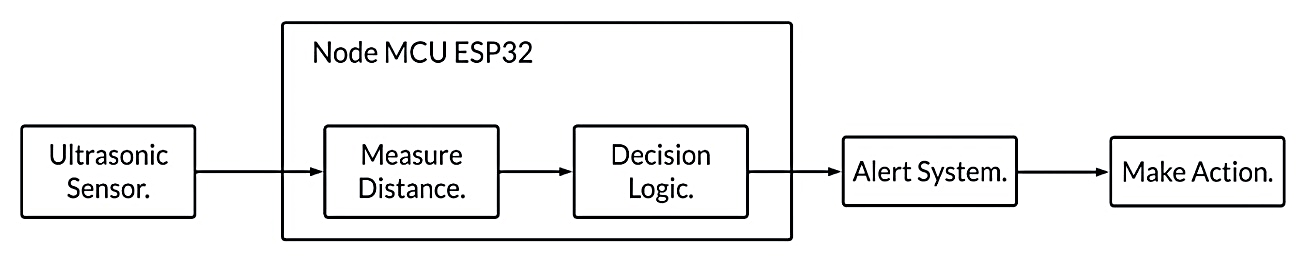 Node MCU ESP32
Ultrasonic
Sensor.
Measure
Distance.
Decision
Logic.
Alert System.
Make Action.